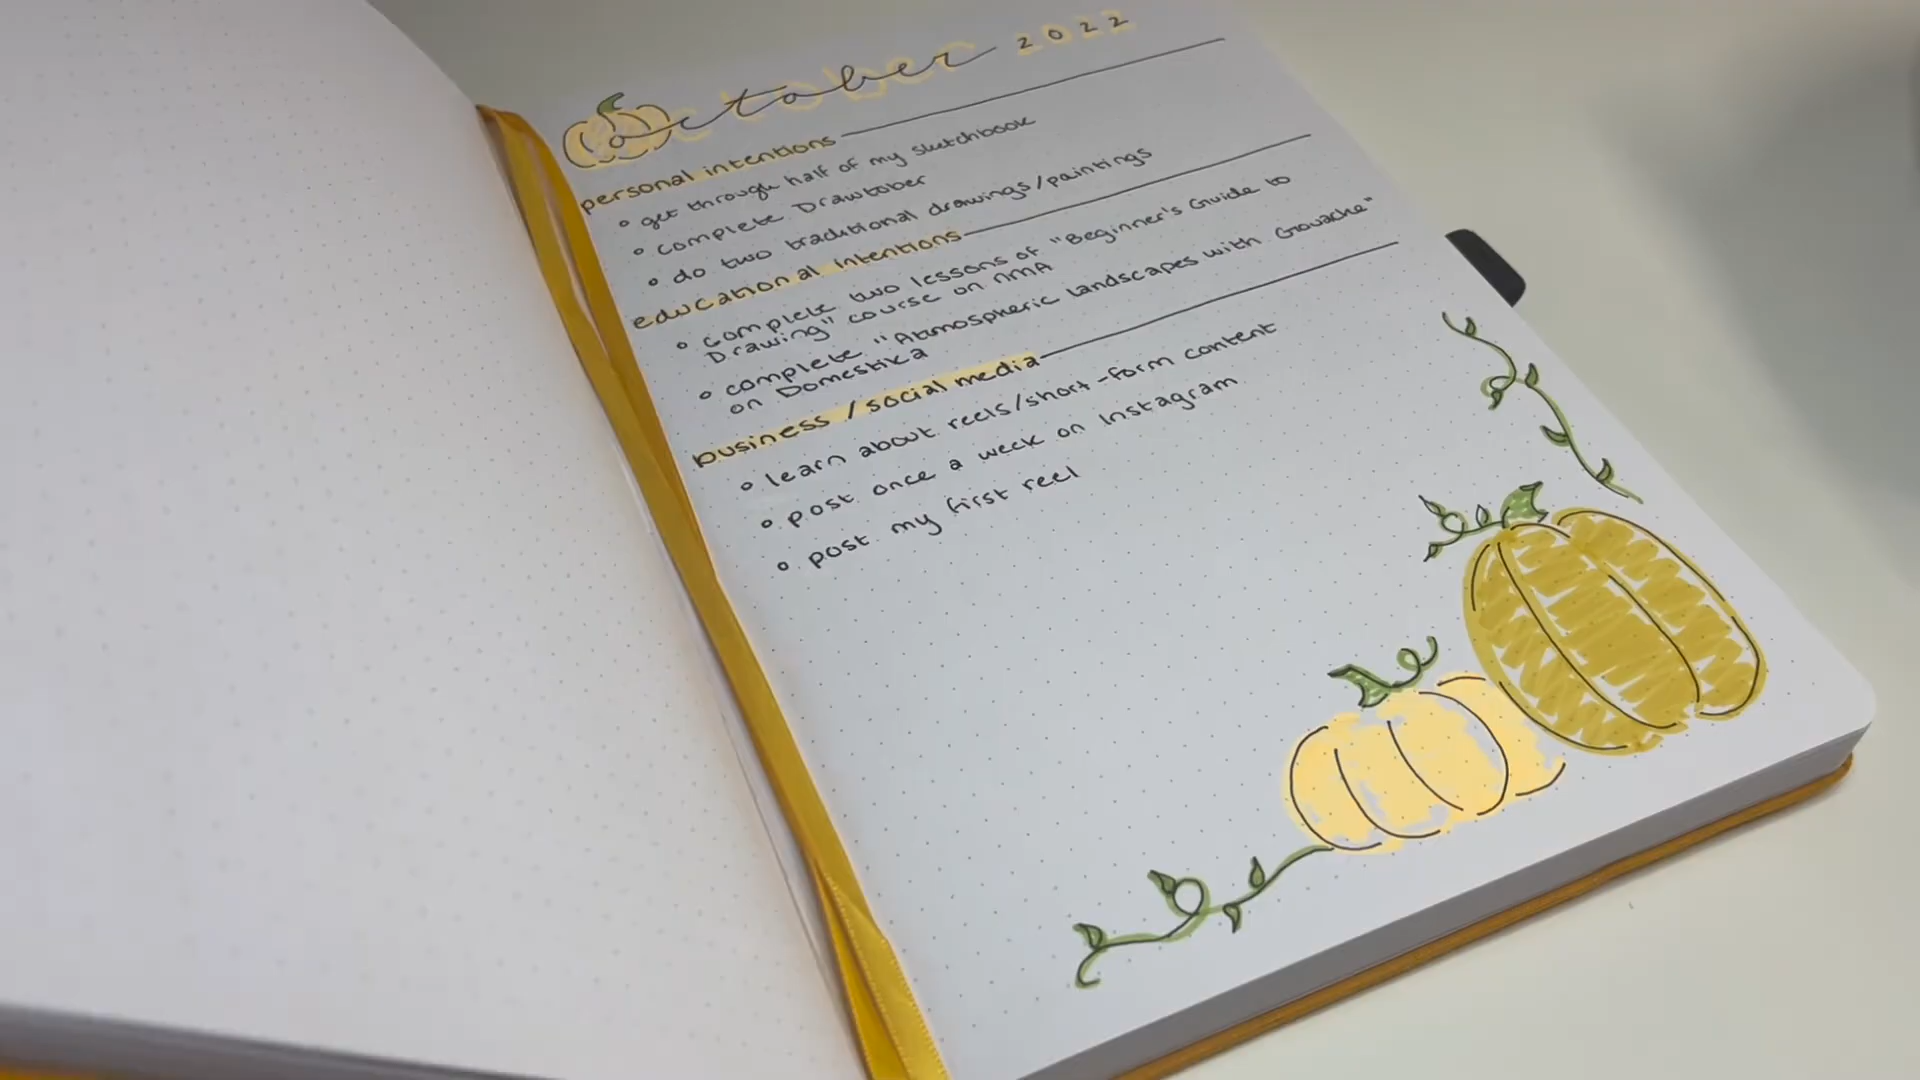 october 2022
personal intentions
get through half of my sketchbook
complete Drawtober
do two traditional drawings/paintings
educational intentions
complete two lessons of "Beginner's Guide to
Drawing" course on NMA
complete "Atmospheric Landscapes with Gouache"
on Domestika
business / social media
learn about reels/short-form content
post once a week on Instagram
post my first reel